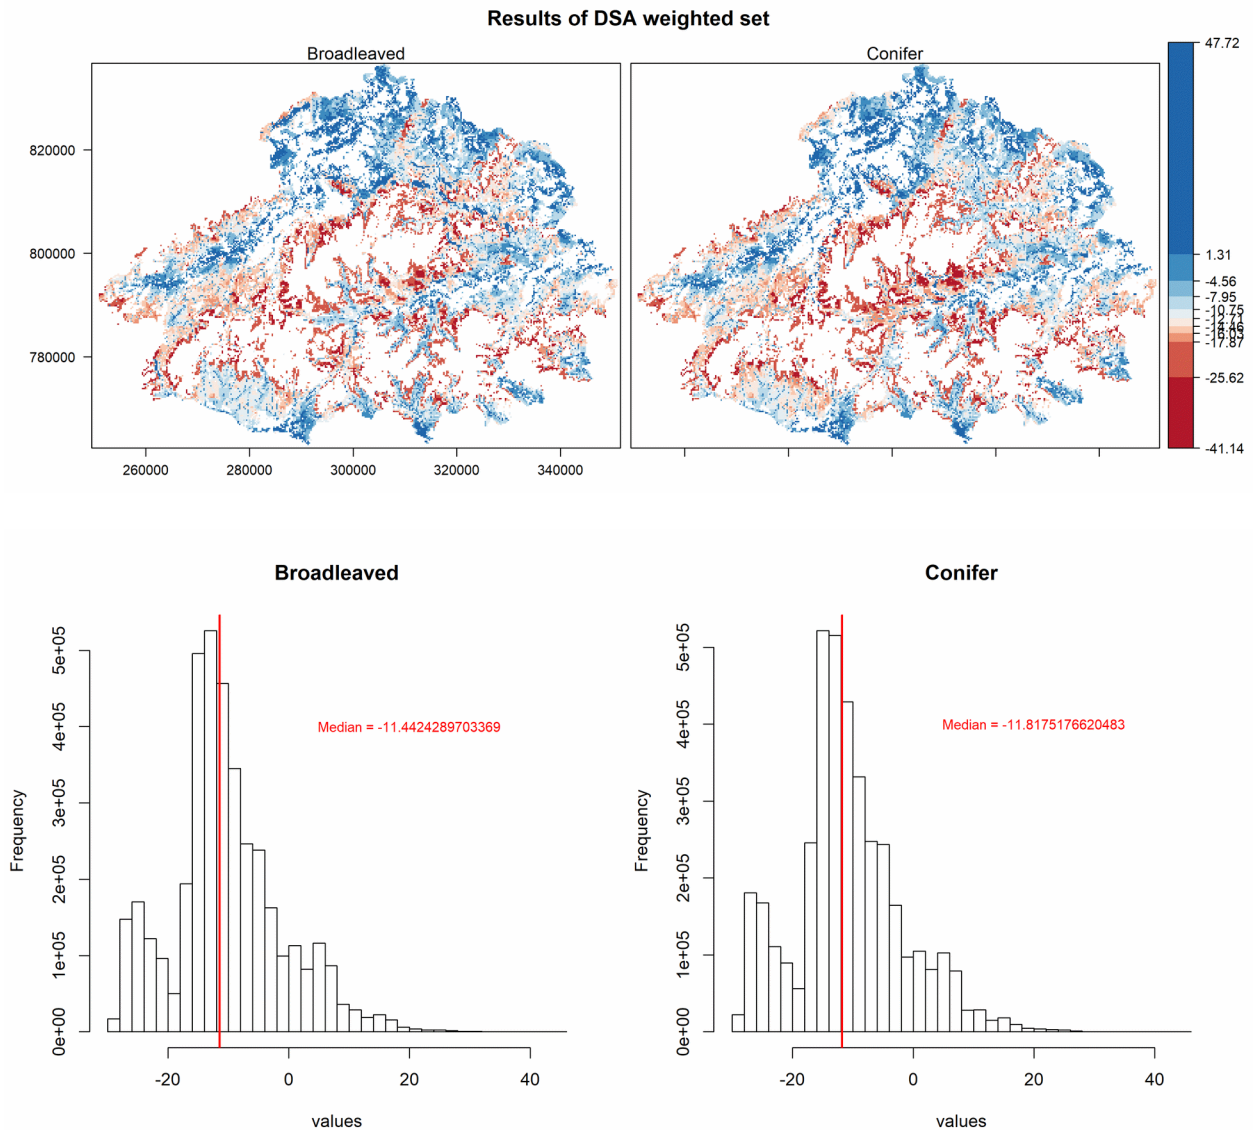 Results of DSA weighted set
Broadleaved
Conifer
820000
800000
780000
260000
280000
300000
320000
340000
47.72
1.31
-4.56
-7.95
-10.75
-12.71
-17.87
-25.62
-41.14
Broadleaved
Frequency
0e+00
1e+05
2e+05
3e+05
4e+05
5e+05
Median = -11.4424289703369
-20
0
20
40
values
Conifer
Frequency
0e+00
1e+05
2e+05
3e+05
4e+05
5e+05
Median = -11.8175176620483
-20
0
20
40
values